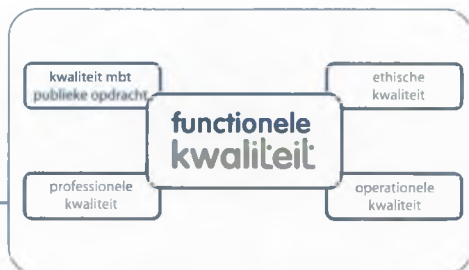 kwaliteit mbt
publieke opdracht
ethische
kwaliteit
functionele
kwaliteit
professionele
kwaliteit
operationele
kwaliteit